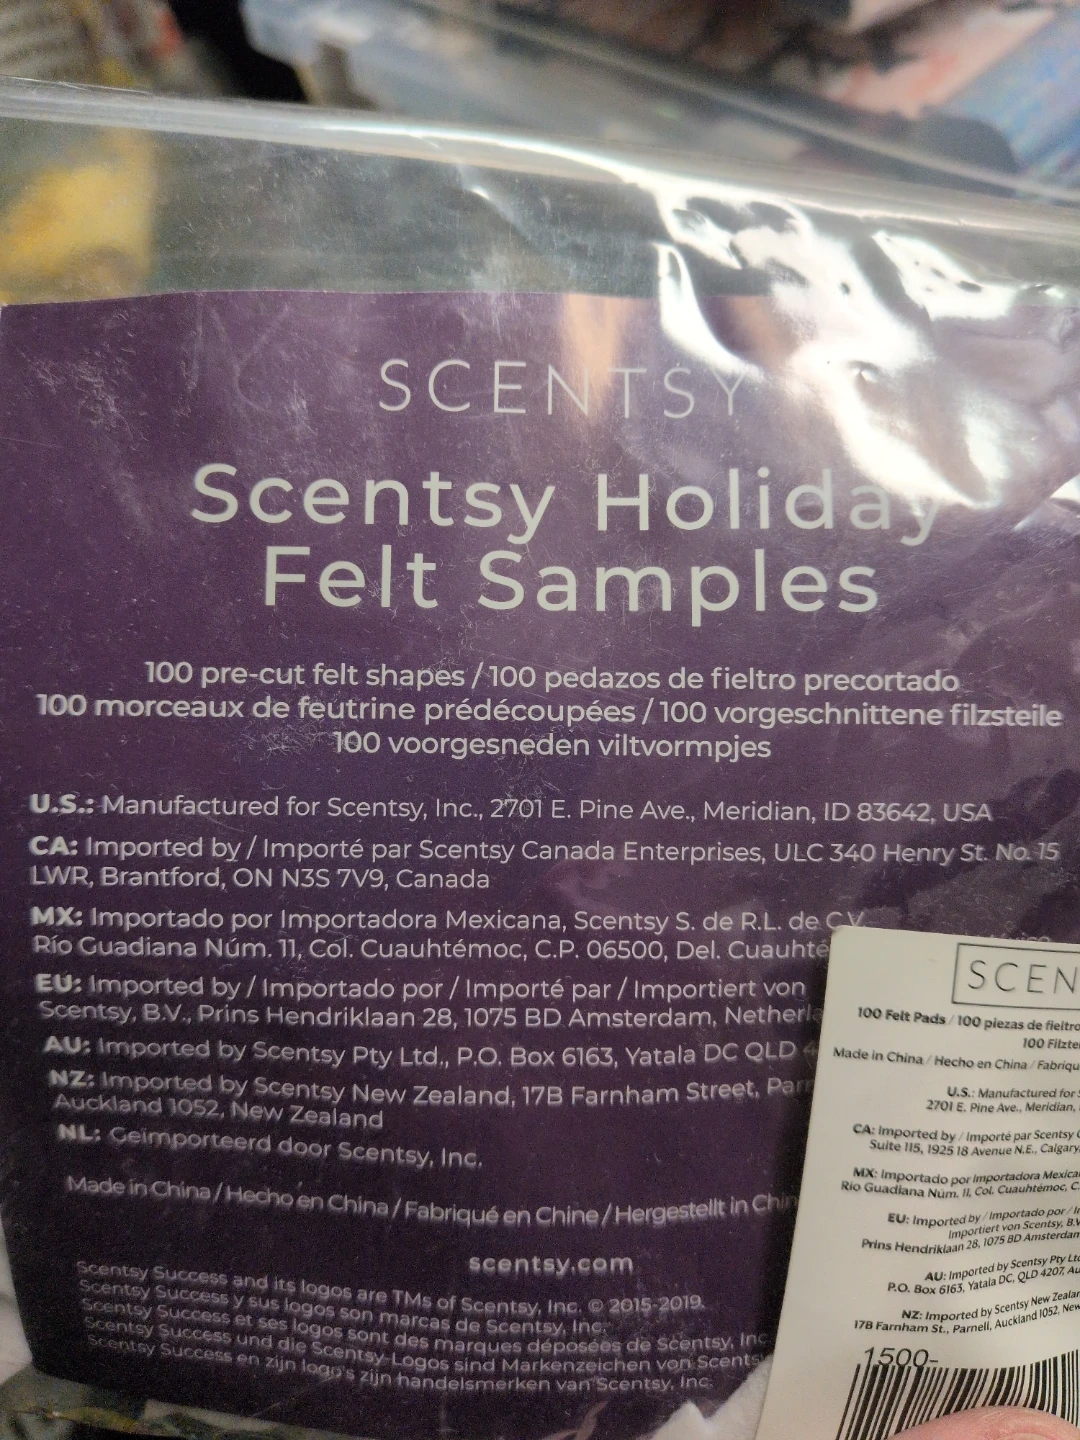 SCENTSY
Scentsy Holiday
Felt Samples
100 pre-cut felt shapes / 100 pedazos de fieltro precortado
100 morceaux de feutrine prédécoupées / 100 vorgeschnittene filzsteile
100 voorgesneden viltvormpjes
U.S.: Manufactured for Scentsy, Inc., 2701 E. Pine Ave., Meridian, ID 83642, USA
CA: Imported by / Importé par Scentsy Canada Enterprises, ULC 340 Henry St. No. 15
LWR, Brantford, ON N3S 7V9, Canada
MX: Importado por Importadora Mexicana, Scentsy S. de R.L. de C.V.
Río Guadiana Núm. 11, Col. Cuauhtémoc, C.P. 06500, Del. Cuauhté
EU: Imported by / Importado por / Importé par / Importiert von
Scentsy, B.V., Prins Hendriklaan 28, 1075 BD Amsterdam, Netherla
AU: Imported by Scentsy Pty Ltd., P.O. Box 6163, Yatala DC QLD
NZ: Imported by Scentsy New Zealand, 17B Farnham Street, Parn
Auckland 1052, New Zealand
NL: Geïmporteerd door Scentsy, Inc.
Made in China / Hecho en China / Fabriqué en Chine / Hergestellt in Chin
scentsy.com
Scentsy Success and its logos are TMs of Scentsy, Inc. © 2015-2019.
Scentsy Success y sus logos son marcas de Scentsy, Inc.
Scentsy Success et ses logos sont des marques déposées de Scentsy, Inc
Scentsy Success und die Scentsy-Logos sind Markenzeichen von Scents
Scentsy Success en zijn logo's zijn handelsmerken van Scentsy, Inc.
SCEN
100 Felt Pads / 100 piezas de fieltro
100 Filzte
Made in China / Hecho en China / Fabriqu
U.S.: Manufactured for
2701 E. Pine Ave., Meridian,
CA: Imported by / Importé par Scentsy
Suite 115, 1925 18 Avenue N.E., Calgary,
MX: Importado por Importadora Mexica
Río Guadiana Núm. 11, Col. Cuauhtémoc, C.
EU: Imported by / Importado por / Im
Importiert von Scentsy, B.V
Prins Hendriklaan 28, 1075 BD Amsterdam
AU: Imported by Scentsy Pty Ltd
P.O. Box 6163, Yatala DC, QLD 4207, Au
NZ: Imported by Scentsy New Zealan
17B Farnham St., Parnell, Auckland 1052, New
1500-